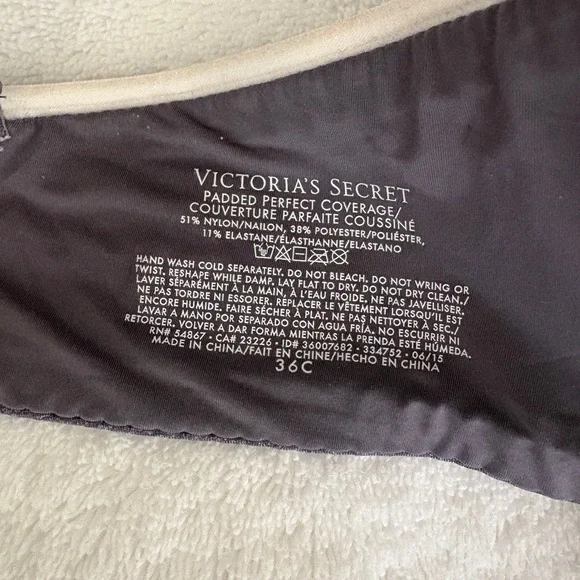 VICTORIA'S SECRET
PADDED PERFECT COVERAGE/
COUVERTURE PARFAITE COUSSINÉ
51% NYLON/NAILON, 38% POLYESTER/POLIÉSTER,
11% ELASTANE/ÉLASTHANNE/ELASTANO
HAND WASH COLD SEPARATELY. DO NOT BLEACH. DO NOT WRING OR
TWIST. RESHAPE WHILE DAMP. LAY FLAT TO DRY. DO NOT DRY CLEAN./
LAVER SÉPARÉMENT À LA MAIN, À L'EAU FROIDE. NE PAS JAVELLISER.
NE PAS TORDRE NI ESSORER. REPLACER LE VÊTEMENT LORSQU'IL EST
ENCORE HUMIDE. FAIRE SÉCHER À PLAT. NE PAS NETTOYER À SEC./
LAVAR A MANO POR SEPARADO CON AGUA FRÍA. NO ESCURRIR NI
RETORCER. VOLVER A DAR FORMA MIENTRAS LA PRENDA ESTÉ HÚMEDA.
RN# 54867 • CA# 23226 • ID# 36007682 • 334752 • 06/15
MADE IN CHINA/FAIT EN CHINE/HECHO EN CHINA
36C